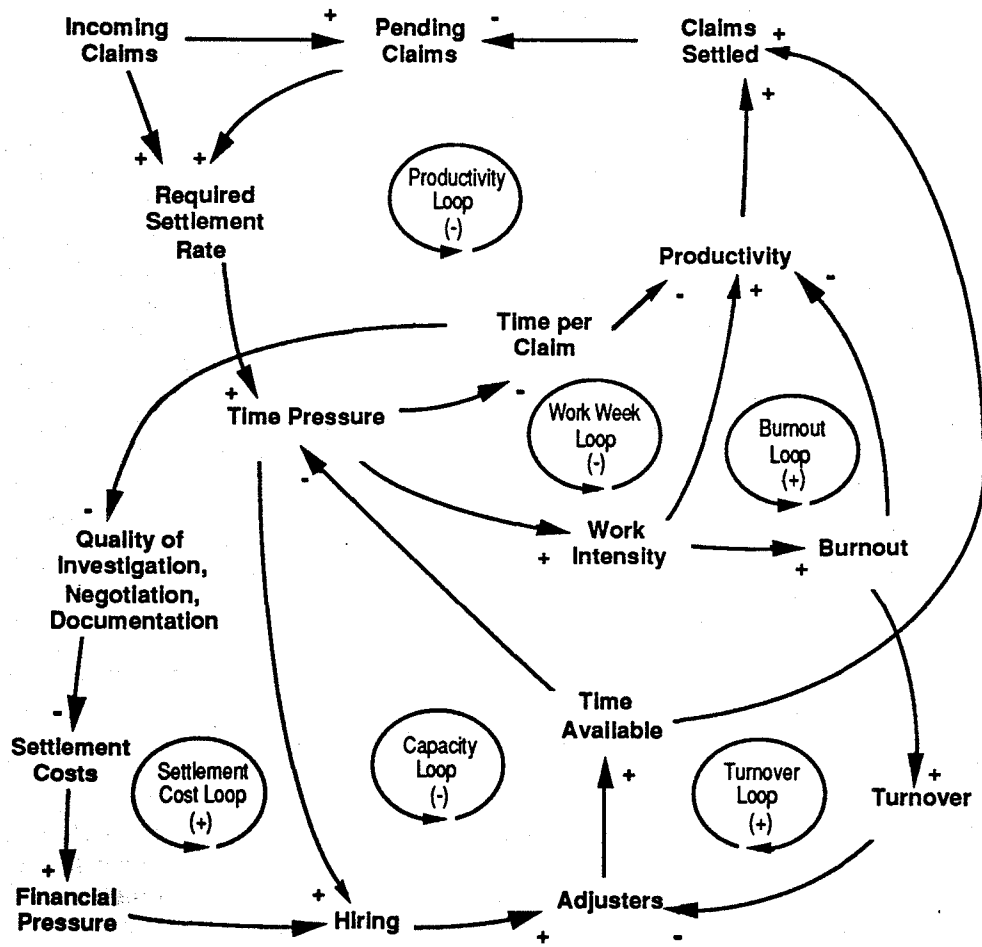 Incoming
Claims
+
Pending
Claims
-
Claims
Settled
+
+
+
+
Required
Settlement
Rate
Productivity
Loop
(-)
Productivity
-
+
-
Time per
Claim
-
+
Time Pressure
-
Work Week
Loop
(-)
Burnout
Loop
(+)
-
Quality of
Investigation,
Negotiation,
Documentation
+
Work
Intensity
+
Burnout
-
Settlement
Costs
Settlement
Cost Loop
(+)
Capacity
Loop
(-)
Time
Available
+
Turnover
Loop
(+)
+
Turnover
+
Financial
Pressure
+
Hiring
+
Adjusters
-